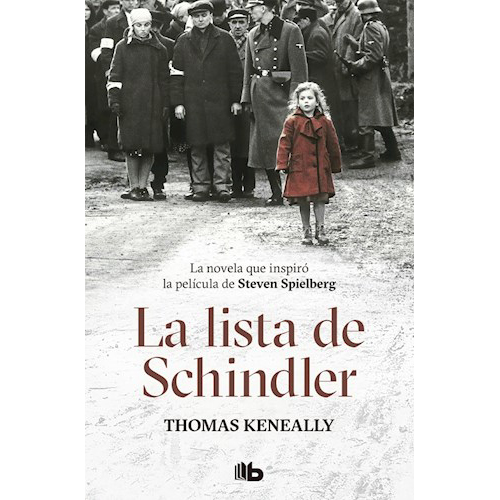 La novela que inspiró
la película de Steven Spielberg
La lista de
Schindler
THOMAS KENEALLY
b